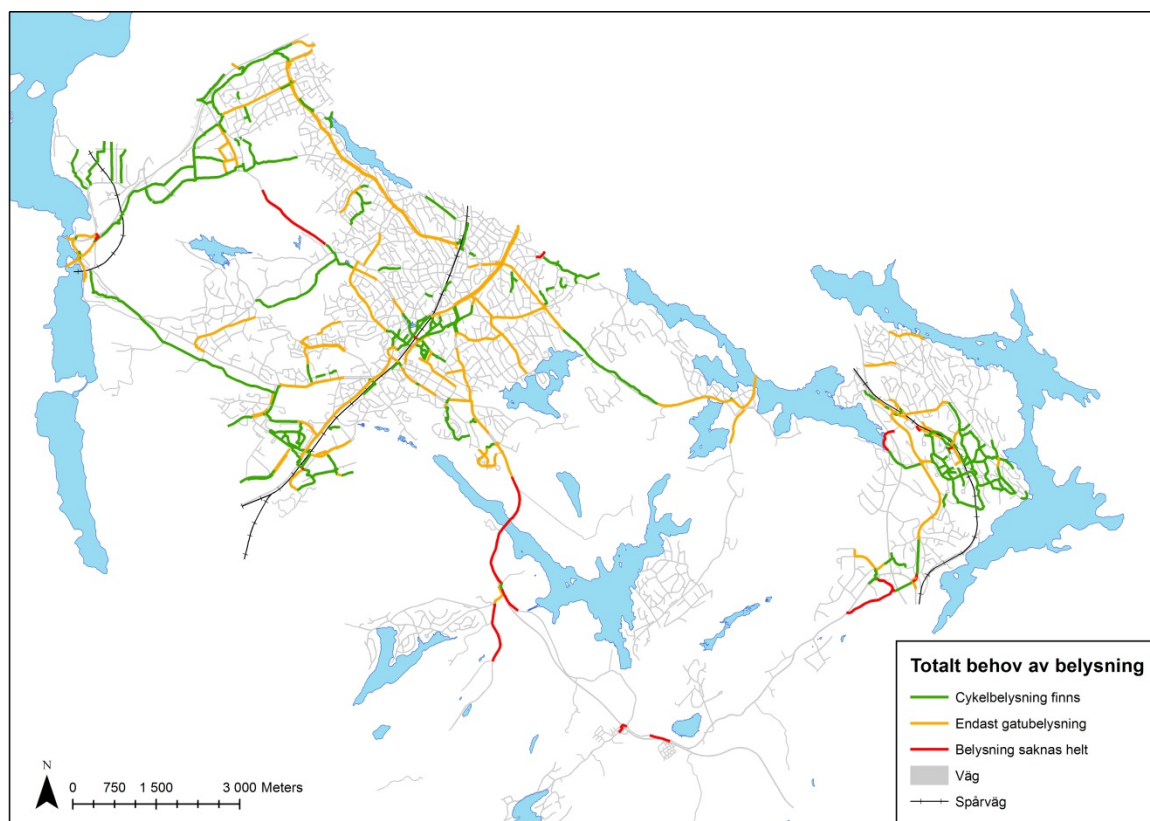 Totalt behov av belysning
Cykelbelysning finns
Endast gatubelysning
Belysning saknas helt
Väg
Spårväg
N
0 750 1 500 3 000 Meters